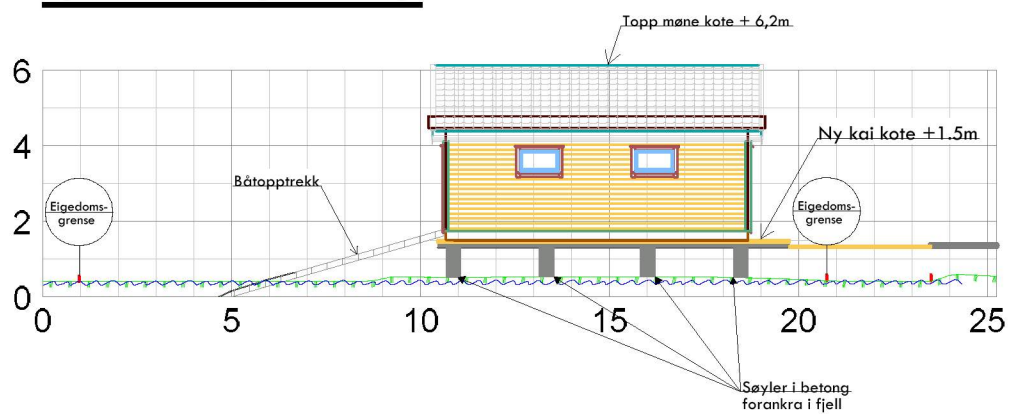 Topp møne kote + 6,2m
6
4
2
0
Ny kai kote +1.5m
Båtopptrekk
Eigedoms-
grense
Eigedoms-
grense
0
5
10
15
20
25
Søyler i betong
forankra i fjell